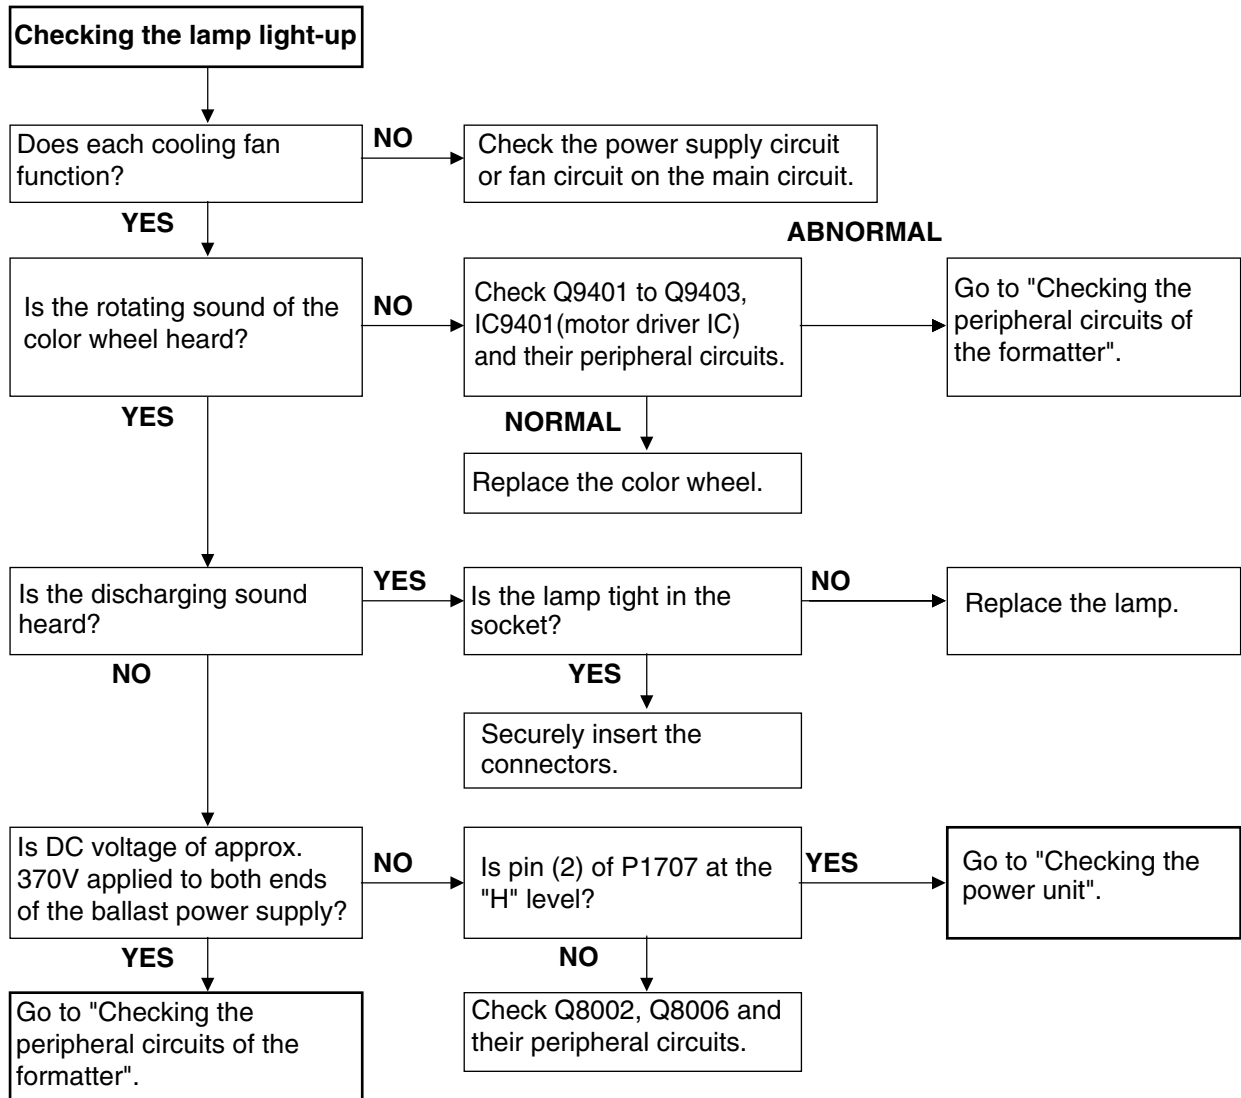 Checking the lamp light-up
Does each cooling fan
function?
NO
Check the power supply circuit
or fan circuit on the main circuit.
YES
ABNORMAL
Is the rotating sound of the
color wheel heard?
NO
Check Q9401 to Q9403,
IC9401(motor driver IC)
and their peripheral circuits.
Go to "Checking the
peripheral circuits of
the formatter".
YES
NORMAL
Replace the color wheel.
Is the discharging sound
heard?
YES
Is the lamp tight in the
socket?
NO
Replace the lamp.
NO
YES
Securely insert the
connectors.
Is DC voltage of approx.
370V applied to both ends
of the ballast power supply?
NO
Is pin (2) of P1707 at the
"H" level?
YES
Go to "Checking the
power unit".
YES
NO
Go to "Checking the
peripheral circuits of the
formatter".
Check Q8002, Q8006 and
their peripheral circuits.